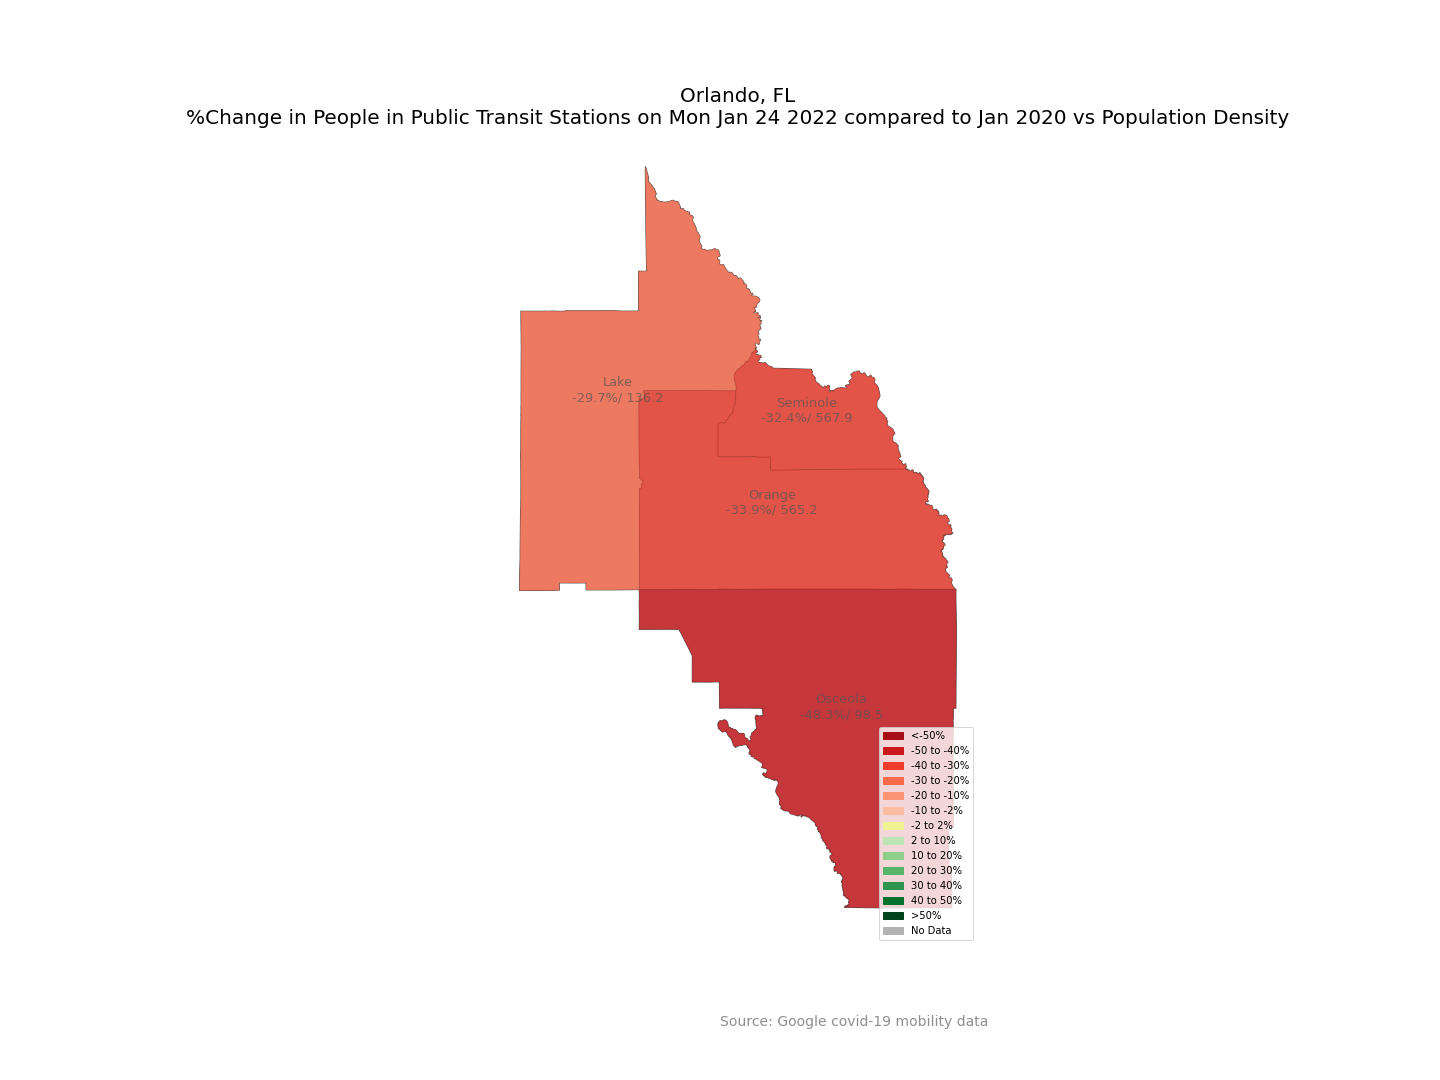 Orlando, FL
%Change in People in Public Transit Stations on Mon Jan 24 2022 compared to Jan 2020 vs Population Density
Lake
-29.7%/ 136.2
Seminole
-32.4%/ 567.9
Orange
-33.9%/ 565.2
Osceola
-48.3%/ 98.5
<-50%
-50 to -40%
-40 to -30%
-30 to -20%
-20 to -10%
-10 to -2%
-2 to 2%
2 to 10%
10 to 20%
20 to 30%
30 to 40%
40 to 50%
>50%
No Data
Source: Google covid-19 mobility data